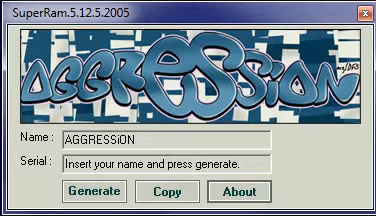 SuperRam.5.12.5.2005
AGGRESSiON
Name :
AGGRESSiON
Serial :
Insert your name and press generate.
Generate
Copy
About